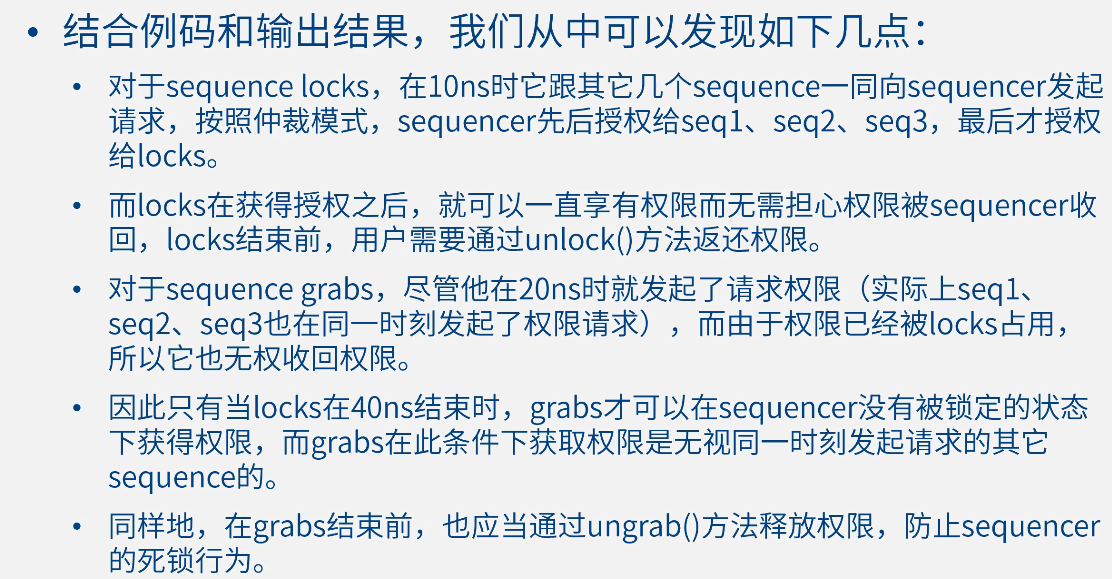 • 结合例码和输出结果，我们从中可以发现如下几点：
• 对于sequence locks，在10ns时它跟其它几个sequence一同向sequencer发起
请求，按照仲裁模式，sequencer先后授权给seq1、seq2、seq3，最后才授权
给locks。
• 而locks在获得授权之后，就可以一直享有权限而无需担心权限被sequencer收
回，locks结束前，用户需要通过unlock()方法返还权限。
• 对于sequence grabs，尽管他在20ns时就发起了请求权限（实际上seq1、
seq2、seq3也在同一时刻发起了权限请求），而由于权限已经被locks占用，
所以它也无权收回权限。
• 因此只有当locks在40ns结束时，grabs才可以在sequencer没有被锁定的状态
下获得权限，而grabs在此条件下获取权限是无视同一时刻发起请求的其它
sequence的。
• 同样地，在grabs结束前，也应当通过ungrab()方法释放权限，防止sequencer
的死锁行为。